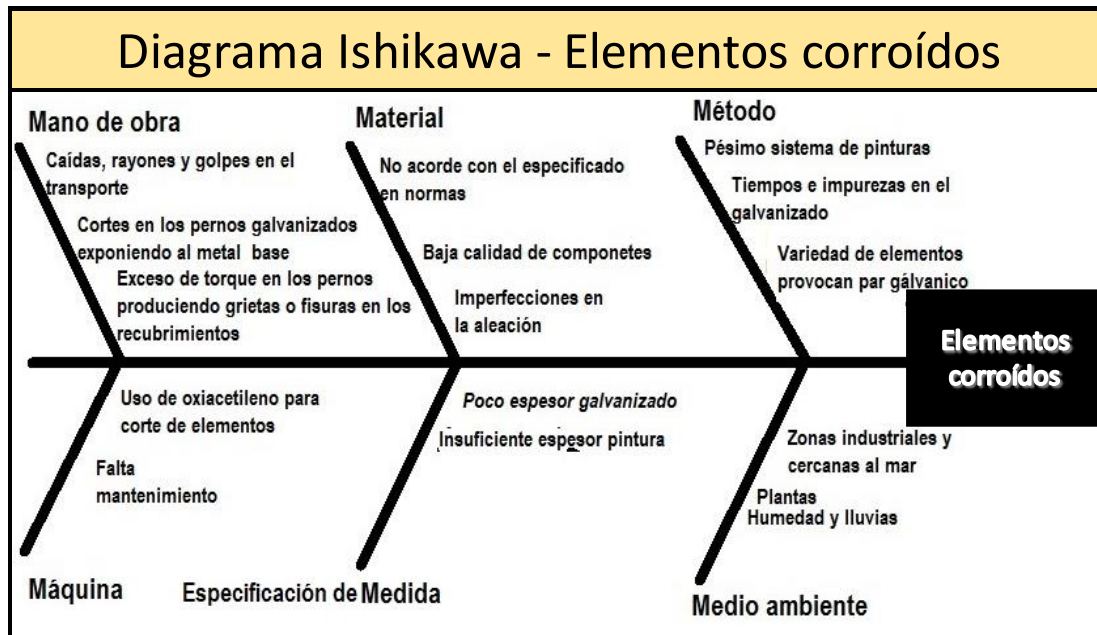 Diagrama Ishikawa - Elementos corroídos
Mano de obra
Caídas, rayones y golpes en el
transporte
Cortes en los pernos galvanizados
exponiendo al metal base
Exceso de torque en los pernos
produciendo grietas o fisuras en los
recubrimientos
Material
No acorde con el especificado
en normas
Baja calidad de componetes
Imperfecciones en
la aleación
Método
Pésimo sistema de pinturas
Tiempos e impurezas en el
galvanizado
Variedad de elementos
provocan par gálvanico
Elementos
corroídos
Uso de oxiacetileno para
corte de elementos
Falta
mantenimiento
Máquina
Poco espesor galvanizado
Insuficiente espesor pintura
Especificación de Medida
Zonas industriales y
cercanas al mar
Plantas
Humedad y lluvias
Medio ambiente